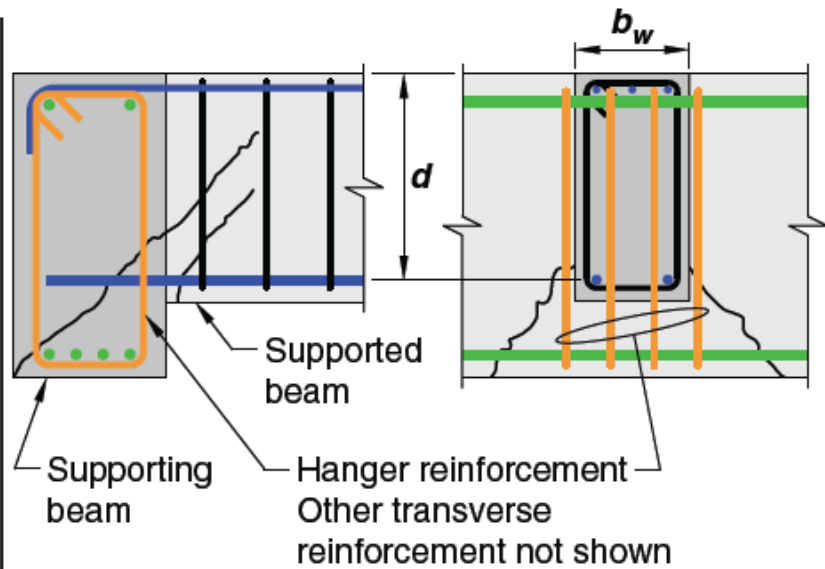 b_w
d
Supported
beam
Supporting
beam
Hanger reinforcement
Other transverse
reinforcement not shown